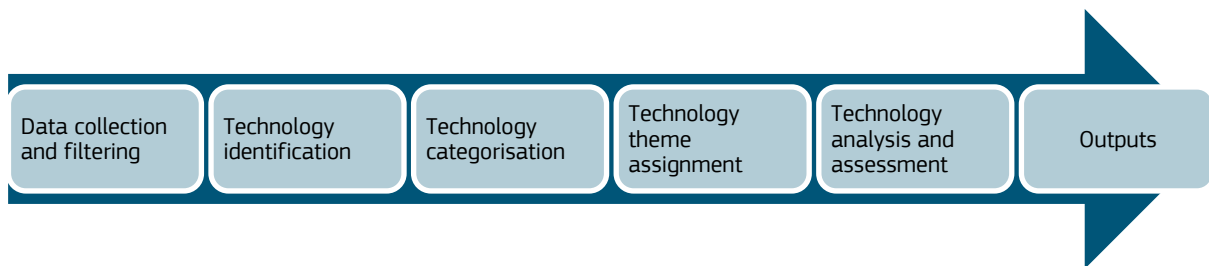 Data collection
and filtering
Technology
identification
Technology
categorisation
Technology
theme
assignment
Technology
analysis and
assessment
Outputs